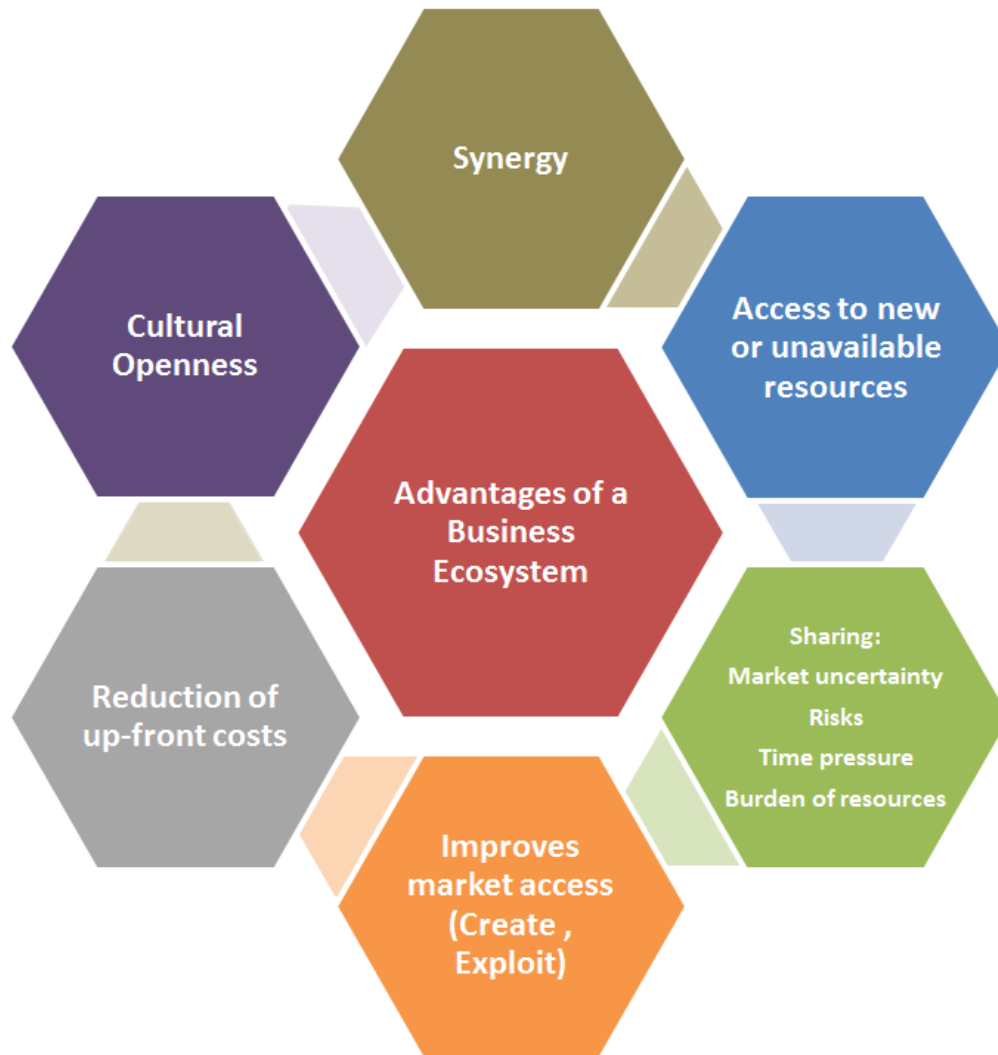 Synergy
Cultural
Openness
Access to new
or unavailable
resources
Advantages of a
Business
Ecosystem
Sharing:
Market uncertainty
Risks
Time pressure
Burden of resources
Reduction of
up-front costs
Improves
market access
(Create ,
Exploit)